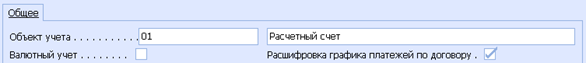 Общее
Объект учета . . . . . . . . . . . 01 Расчетный счет
Валютный учет . . . . . . . . Расшифровка графика платежей по договору .